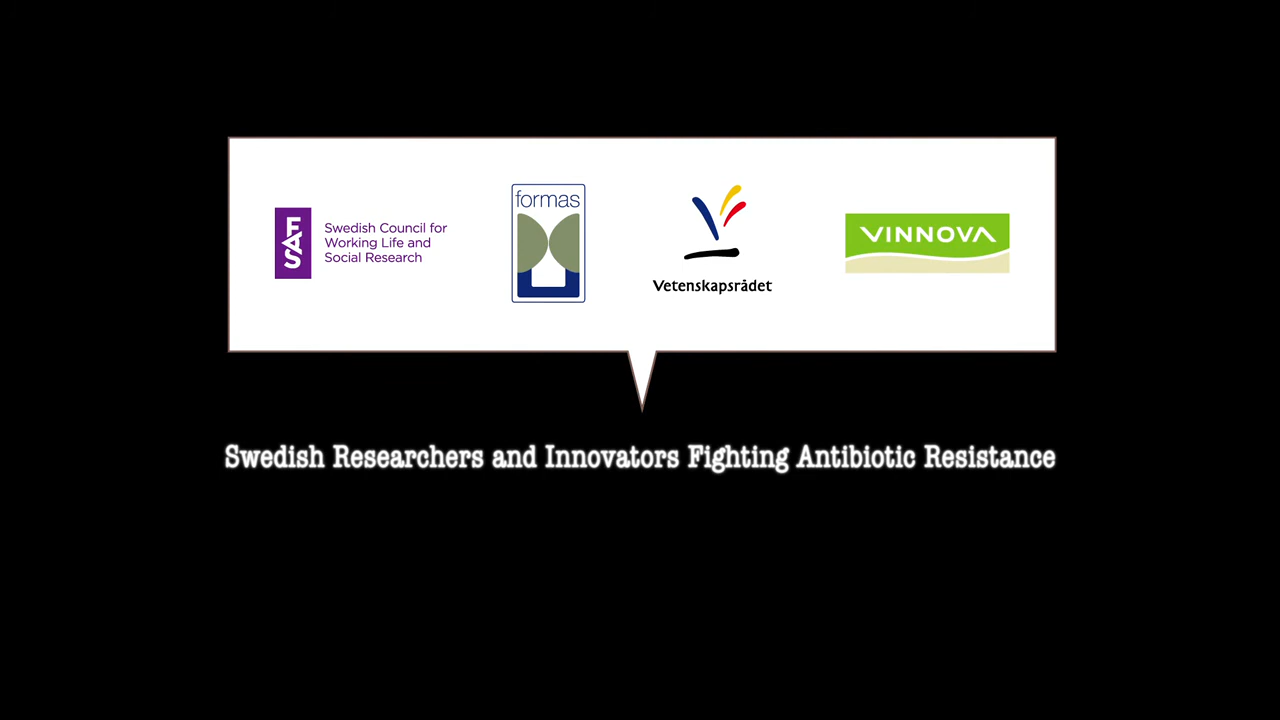 FAS
Swedish Council for
Working Life and
Social Research
formas
Vetenskapsrådet
VINNOVA
Swedish Researchers and Innovators Fighting Antibiotic Resistance